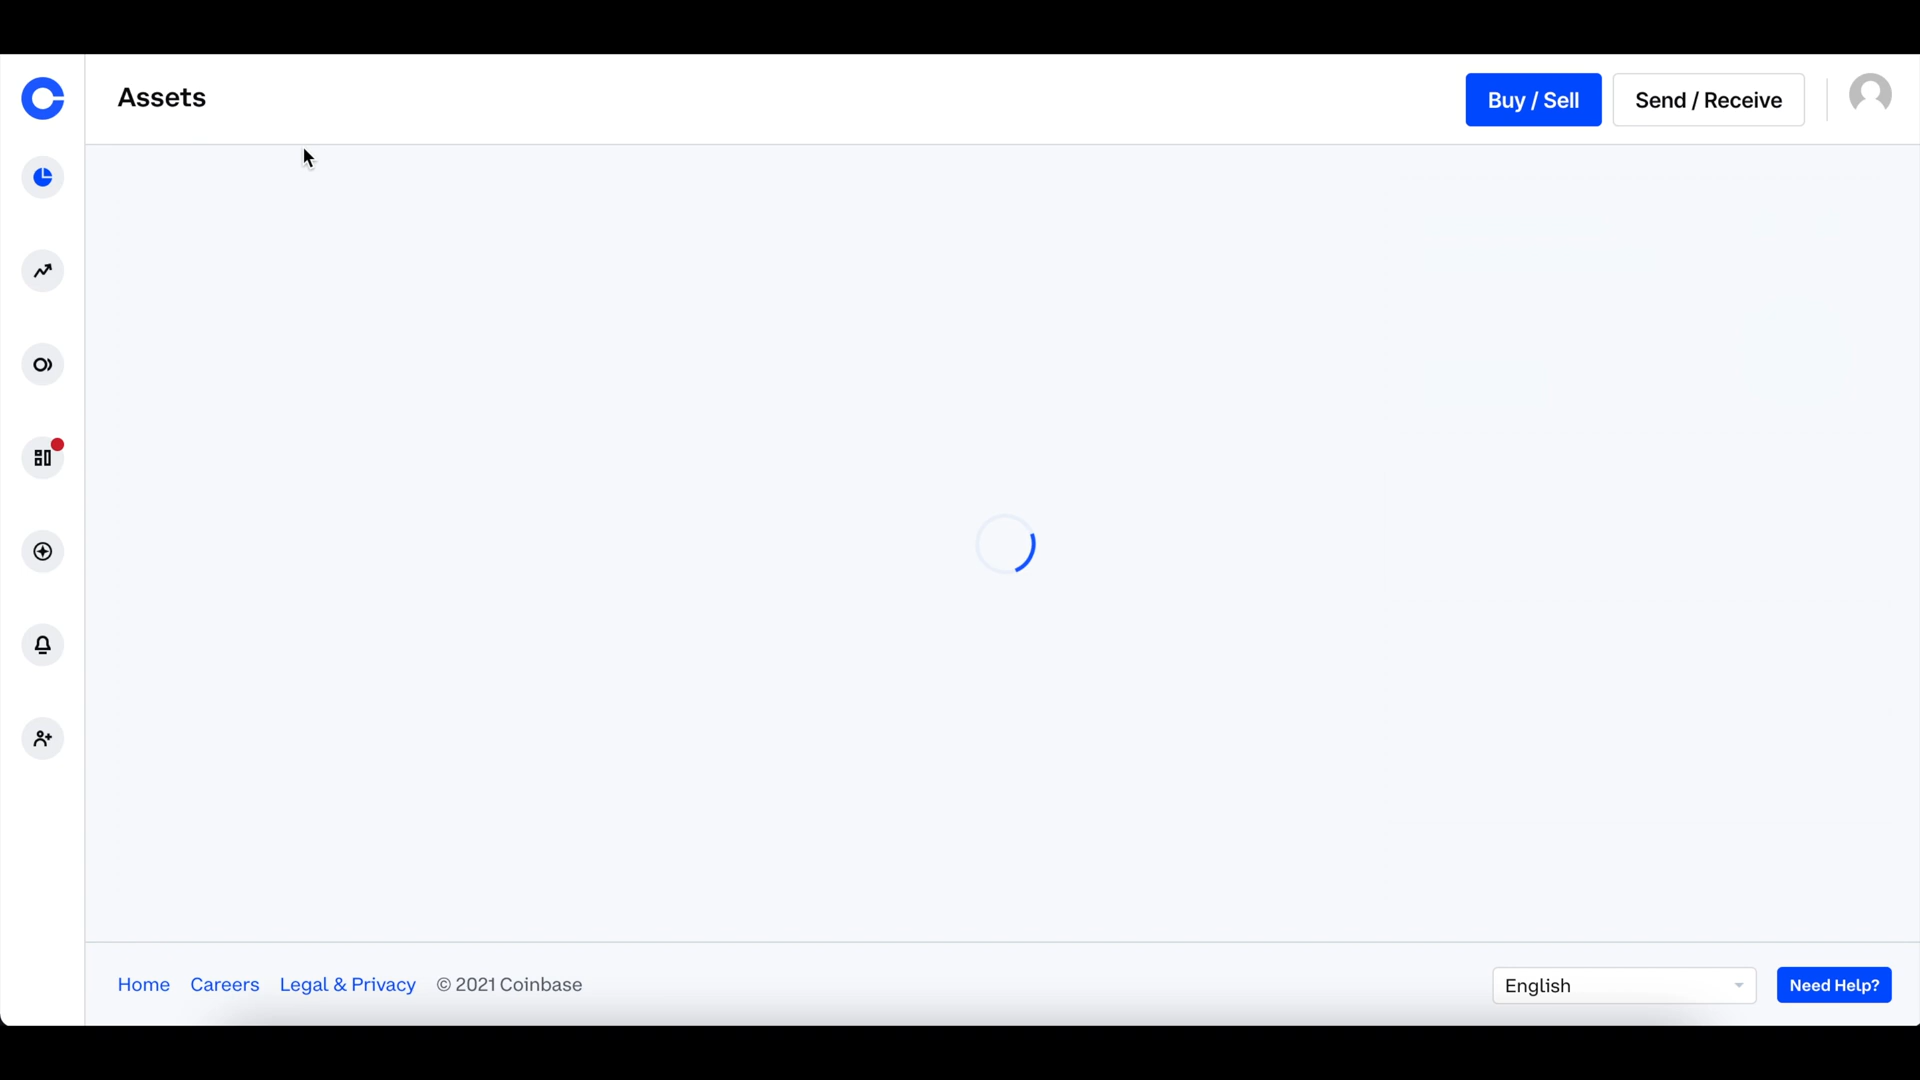 Assets
Buy / Sell
Send / Receive
Home Careers Legal & Privacy © 2021 Coinbase
English
Need Help?